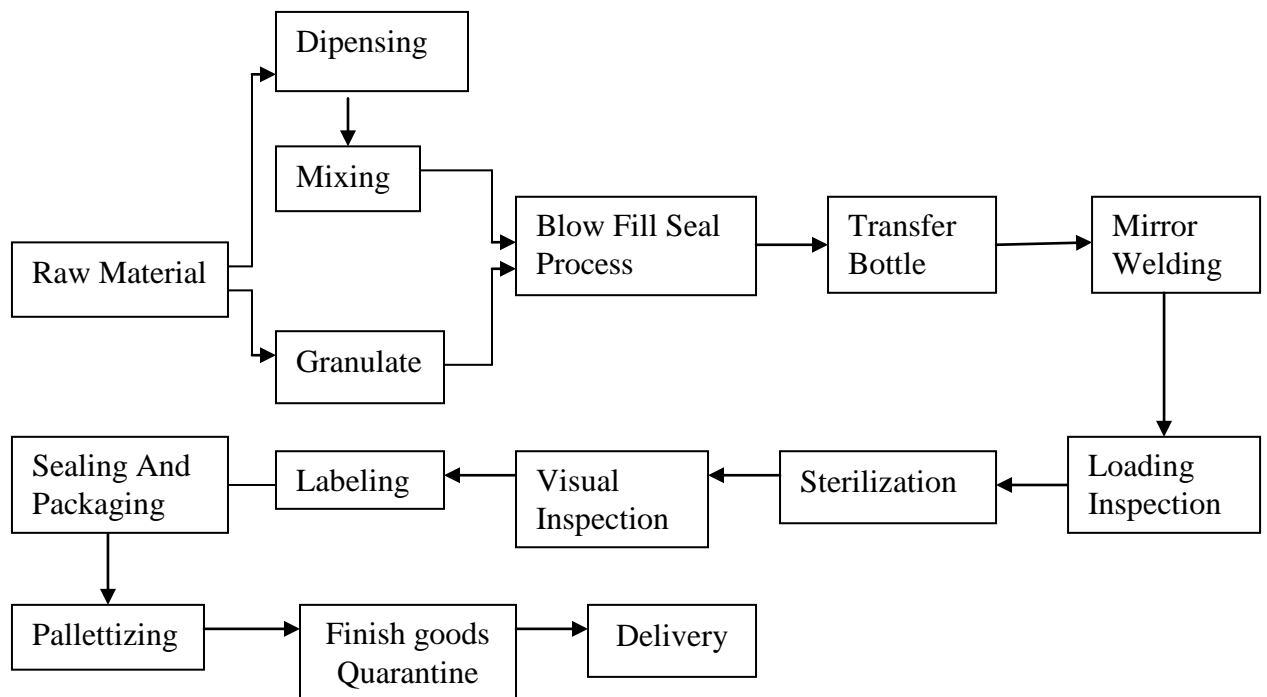 Dipensing
Mixing
Raw Material
Granulate
Blow Fill Seal
Process
Transfer
Bottle
Mirror
Welding
Loading
Inspection
Sterilization
Visual
Inspection
Labeling
Sealing And
Packaging
Pallettizing
Finish goods
Quarantine
Delivery